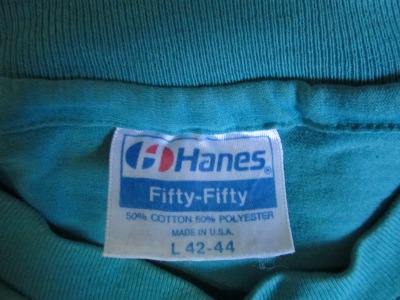 Hanes®
Fifty-Fifty
50% COTTON 50% POLYESTER
MADE IN U.S.A.
L 42-44